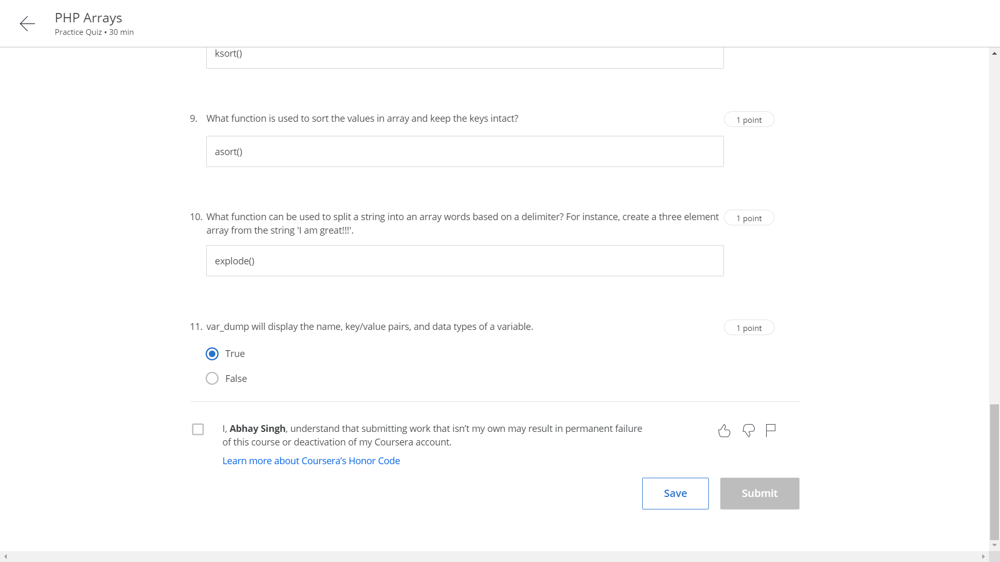 PHP Arrays
Practice Quiz • 30 min
ksort()
9. What function is used to sort the values in array and keep the keys intact?
1 point
asort()
10. What function can be used to split a string into an array words based on a delimiter? For instance, create a three element
array from the string 'I am great!!!'.
1 point
explode()
11. var_dump will display the name, key/value pairs, and data types of a variable.
1 point
True
False
I, Abhay Singh, understand that submitting work that isn’t my own may result in permanent failure
of this course or deactivation of my Coursera account.
Learn more about Coursera’s Honor Code
Save
Submit